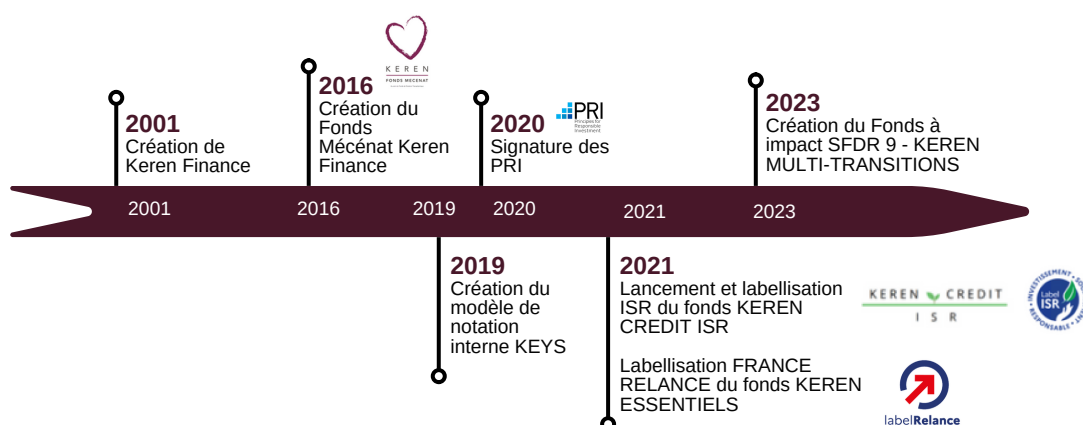 KEREN
FONDS MECENAT
2016
Création du
Fonds
Mécénat Keren
Finance
2001
Création de
Keren Finance
2020
PRI
Principles for
Responsible
Investment
Signature des
PRI
2023
Création du Fonds à
impact SFDR 9 - KEREN
MULTI-TRANSITIONS
2001
2016
2019
2020
2021
2023
2019
Création du
modèle de
notation
interne KEYS
2021
Lancement et labellisation
ISR du fonds KEREN
CREDIT ISR
KEREN CREDIT
ISR
Label
ISR
INVESTISSEMENT
RESPONSABLE
Labellisation FRANCE
RELANCE du fonds KEREN
ESSENTIELS
labelRelance